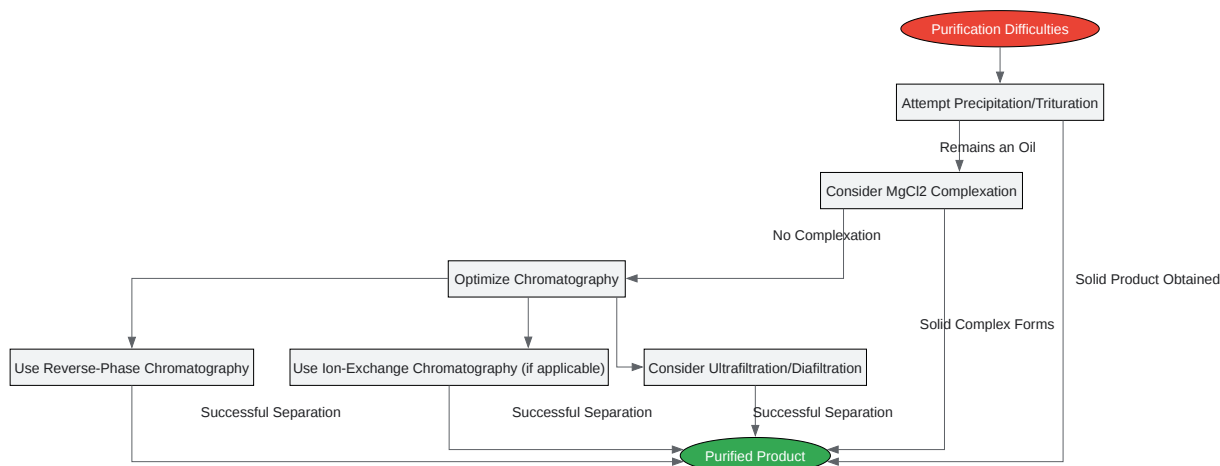 Purification Difficulties
Attempt Precipitation/Trituration
Remains an Oil
Consider MgCl2 Complexation
No Complexation
Optimize Chromatography
Solid Product Obtained
Solid Complex Forms
Use Reverse-Phase Chromatography
Use Ion-Exchange Chromatography (if applicable)
Consider Ultrafiltration/Diafiltration
Successful Separation
Successful Separation
Successful Separation
Purified Product